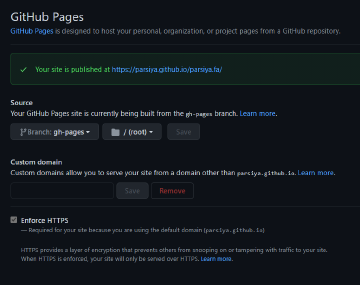 GitHub Pages
GitHub Pages is designed to host your personal, organization, or project pages from a GitHub repository.
✓ Your site is published at https://parsiya.github.io/parsiya.fa/
Source
Your GitHub Pages site is currently being built from the gh-pages branch. Learn more.
Branch: gh-pages / (root) Save
Custom domain
Custom domains allow you to serve your site from a domain other than parsiya.github.io. Learn more.
Save Remove
Enforce HTTPS
— Required for your site because you are using the default domain (parsiya.github.io)
HTTPS provides a layer of encryption that prevents others from snooping on or tampering with traffic to your site.
When HTTPS is enforced, your site will only be served over HTTPS. Learn more.